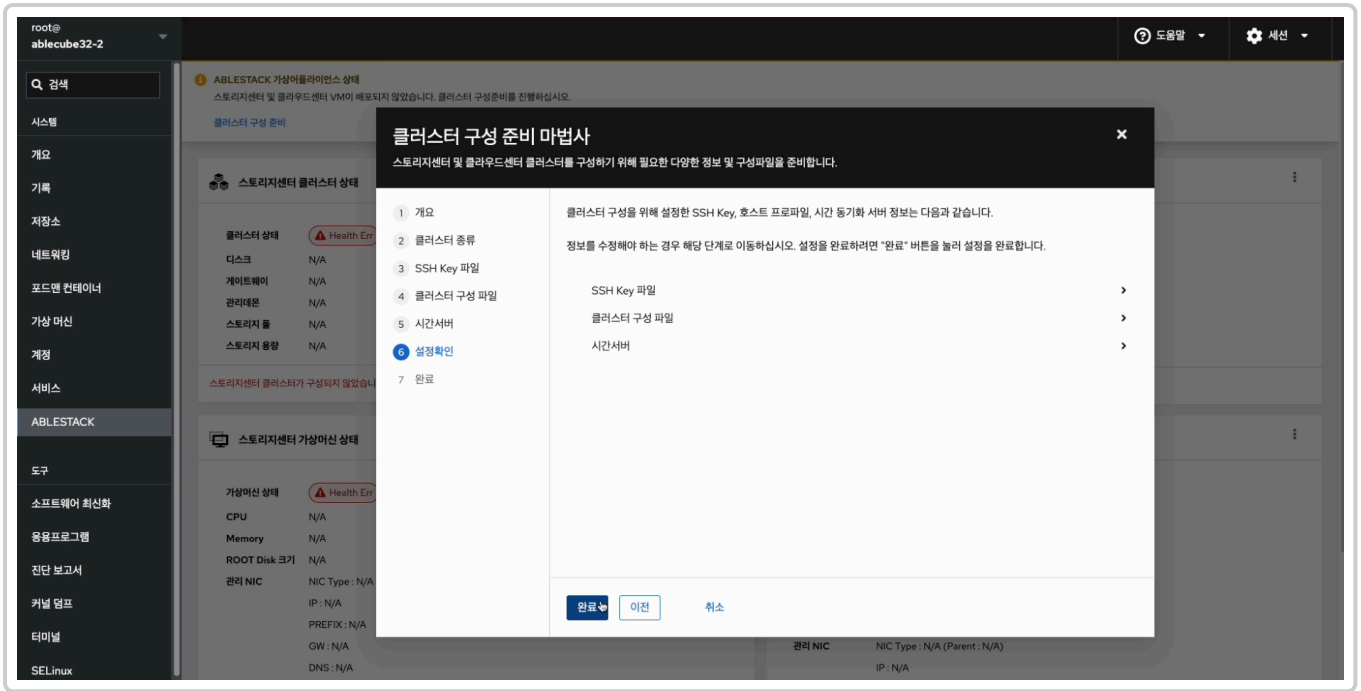 root@
ablecube32-2
도움말
세션
검색
시스템
개요
기록
저장소
네트워킹
포드맨 컨테이너
가상 머신
계정
서비스
ABLESTACK
도구
소프트웨어 최신화
응용프로그램
진단 보고서
커널 덤프
터미널
SELinux
ABLESTACK 가상어플라이언스 상태
스토리지센터 및 클라우드센터 VM이 배포되지 않았습니다. 클러스터 구성준비를 진행하십시오.
클러스터 구성 준비
스토리지센터 클러스터 상태
클러스터 상태 Health Err
디스크 N/A
게이트웨이 N/A
관리데몬 N/A
스토리지 풀 N/A
스토리지 용량 N/A
스토리지센터 클러스터가 구성되지 않았습니
스토리지센터 가상머신 상태
가상머신 상태 Health Err
CPU N/A
Memory N/A
ROOT Disk 크기 N/A
관리 NIC NIC Type : N/A
IP : N/A
PREFIX : N/A
GW : N/A
DNS : N/A
관리 NIC NIC Type : N/A (Parent : N/A)
IP : N/A
클러스터 구성 준비 마법사
스토리지센터 및 클라우드센터 클러스터를 구성하기 위해 필요한 다양한 정보 및 구성파일을 준비합니다.
1 개요
2 클러스터 종류
3 SSH Key 파일
4 클러스터 구성 파일
5 시간서버
6 설정확인
7 완료
클러스터 구성을 위해 설정한 SSH Key, 호스트 프로파일, 시간 동기화 서버 정보는 다음과 같습니다.
정보를 수정해야 하는 경우 해당 단계로 이동하십시오. 설정을 완료하려면 "완료" 버튼을 눌러 설정을 완료합니다.
SSH Key 파일
클러스터 구성 파일
시간서버
완료 이전 취소